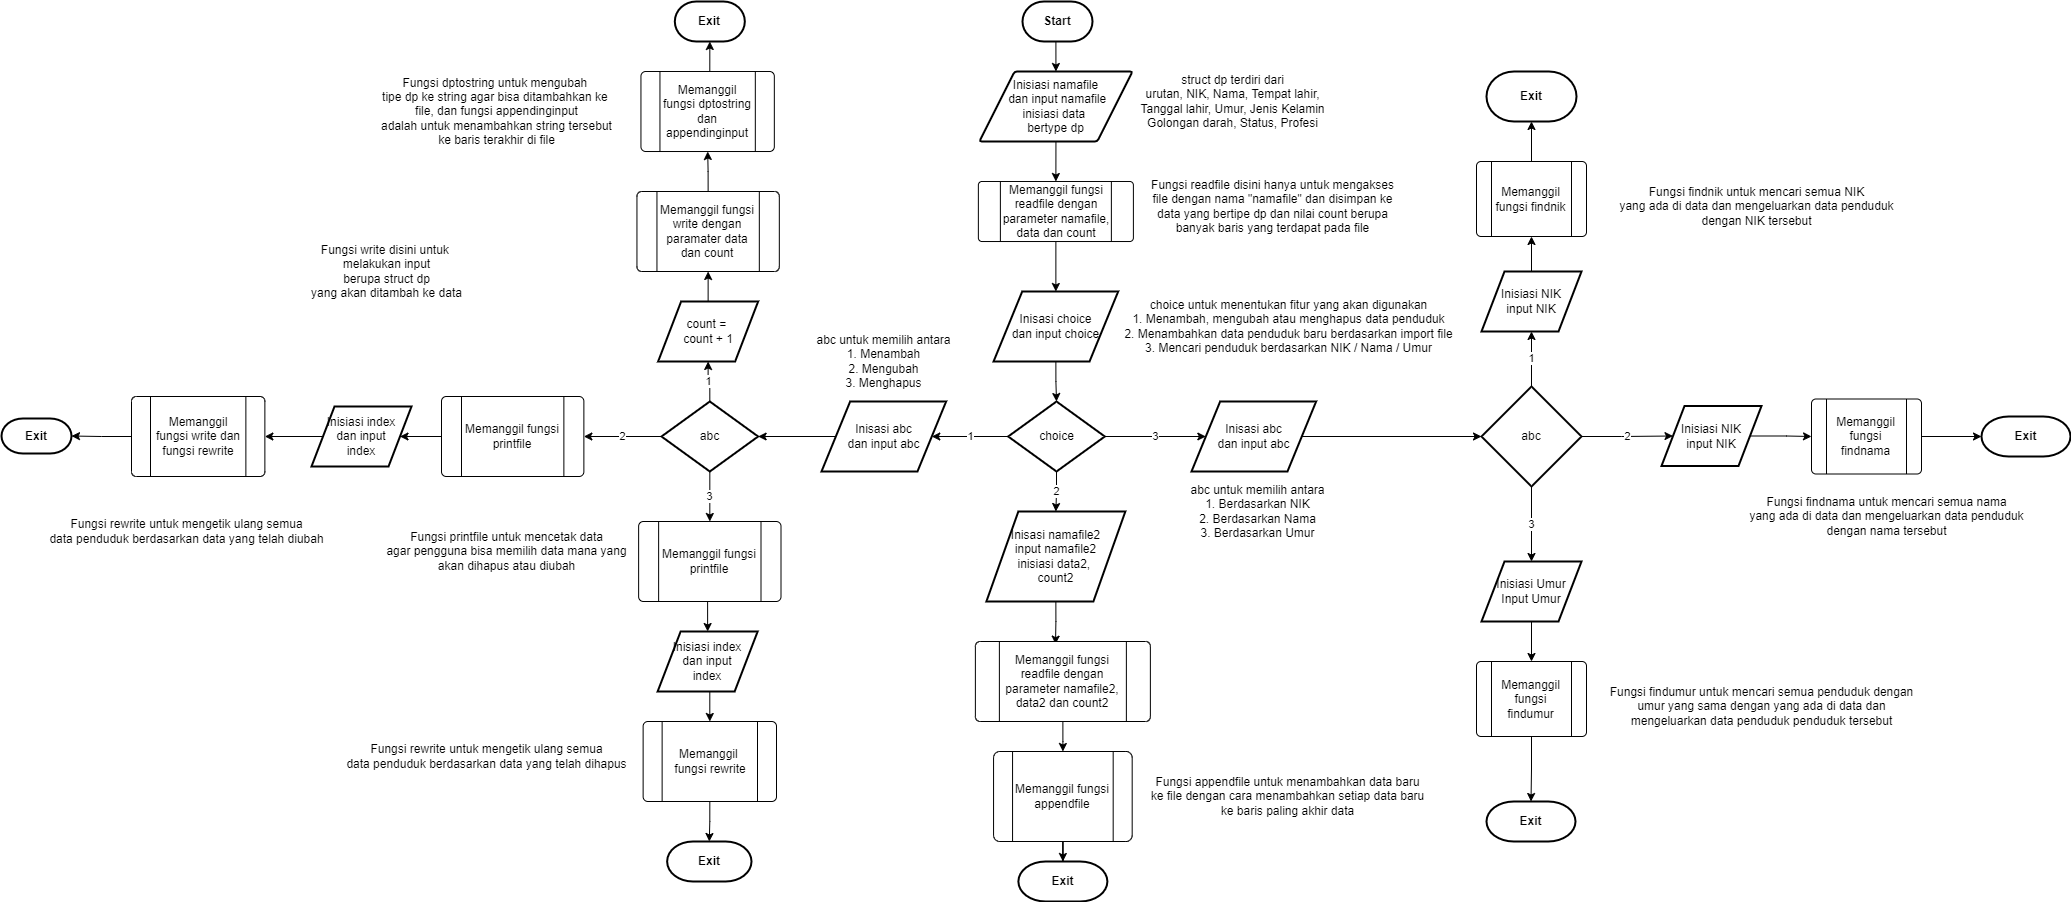 Exit
Start
Fungsi dptostring untuk mengubah
tipe dp ke string agar bisa ditambahkan ke
file, dan fungsi appendinginput
adalah untuk menambahkan string tersebut
ke baris terakhir di file
Memanggil
fungsi dptostring
dan
appendinginput
Inisiasi namafile
dan input namafile
inisiasi data
bertype dp
struct dp terdiri dari
urutan, NIK, Nama, Tempat lahir,
Tanggal lahir, Umur, Jenis Kelamin
Golongan darah, Status, Profesi
Exit
Memanggil fungsi
write dengan
paramater data
dan count
Memanggil fungsi
readfile dengan
parameter namafile,
data dan count
Fungsi readfile disini hanya untuk mengakses
file dengan nama "namafile" dan disimpan ke
data yang bertipe dp dan nilai count berupa
banyak baris yang terdapat pada file
Memanggil
fungsi findnik
Fungsi findnik untuk mencari semua NIK
yang ada di data dan mengeluarkan data penduduk
dengan NIK tersebut
Fungsi write disini untuk
melakukan input
berupa struct dp
yang akan ditambah ke data
count =
count + 1
abc untuk memilih antara
1. Menambah
2. Mengubah
3. Menghapus
Inisasi choice
dan input choice
choice untuk menentukan fitur yang akan digunakan
1. Menambah, mengubah atau menghapus data penduduk
2. Menambahkan data penduduk baru berdasarkan import file
3. Mencari penduduk berdasarkan NIK / Nama / Umur
Inisiasi NIK
input NIK
1
1
Exit
Memanggil
fungsi write dan
fungsi rewrite
Inisiasi index
dan input
index
Memanggil fungsi
printfile
2
abc
Inisiasi abc
dan input abc
1
choice
3
Inisiasi abc
dan input abc
abc
2
Inisiasi NIK
input NIK
Memanggil
fungsi
findnama
Exit
3
2
3
abc untuk memilih antara
1. Berdasarkan NIK
2. Berdasarkan Nama
3. Berdasarkan Umur
Fungsi findnama untuk mencari semua nama
yang ada di data dan mengeluarkan data penduduk
dengan nama tersebut
Fungsi rewrite untuk mengetik ulang semua
data penduduk berdasarkan data yang telah diubah
Fungsi printfile untuk mencetak data
agar pengguna bisa memilih data mana yang
akan dihapus atau diubah
Memanggil fungsi
printfile
Inisasi namafile2
input namafile2
inisiasi data2,
count2
Inisiasi Umur
Input Umur
Inisiasi index
dan input
index
Memanggil fungsi
readfile dengan
parameter namafile2,
data2 dan count2
Memanggil
fungsi
findumur
Fungsi findumur untuk mencari semua penduduk dengan
umur yang sama dengan yang ada di data dan
mengeluarkan data penduduk penduduk tersebut
Fungsi rewrite untuk mengetik ulang semua
data penduduk berdasarkan data yang telah dihapus
Memanggil
fungsi rewrite
Memanggil fungsi
appendfile
Fungsi appendfile untuk menambahkan data baru
ke file dengan cara menambahkan setiap data baru
ke baris paling akhir data
Exit
Exit
Exit